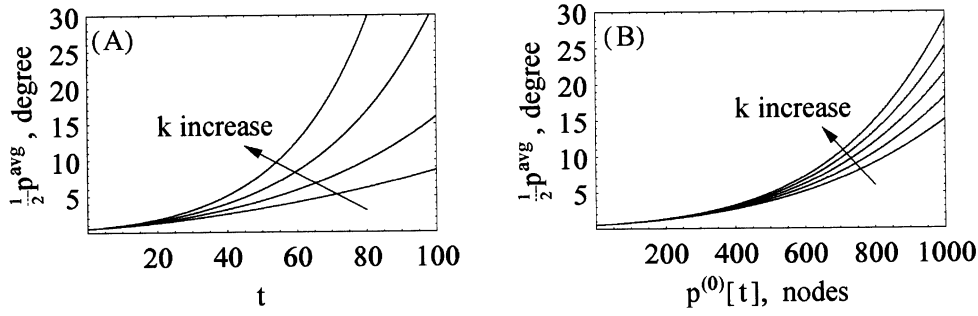 (A)
30
25
20
15
10
5
½p^avg , degree
k increase
20 40 60 80 100
t
(B)
30
25
20
15
10
5
½p^avg , degree
k increase
200 400 600 800 1000
p^(0)[t], nodes